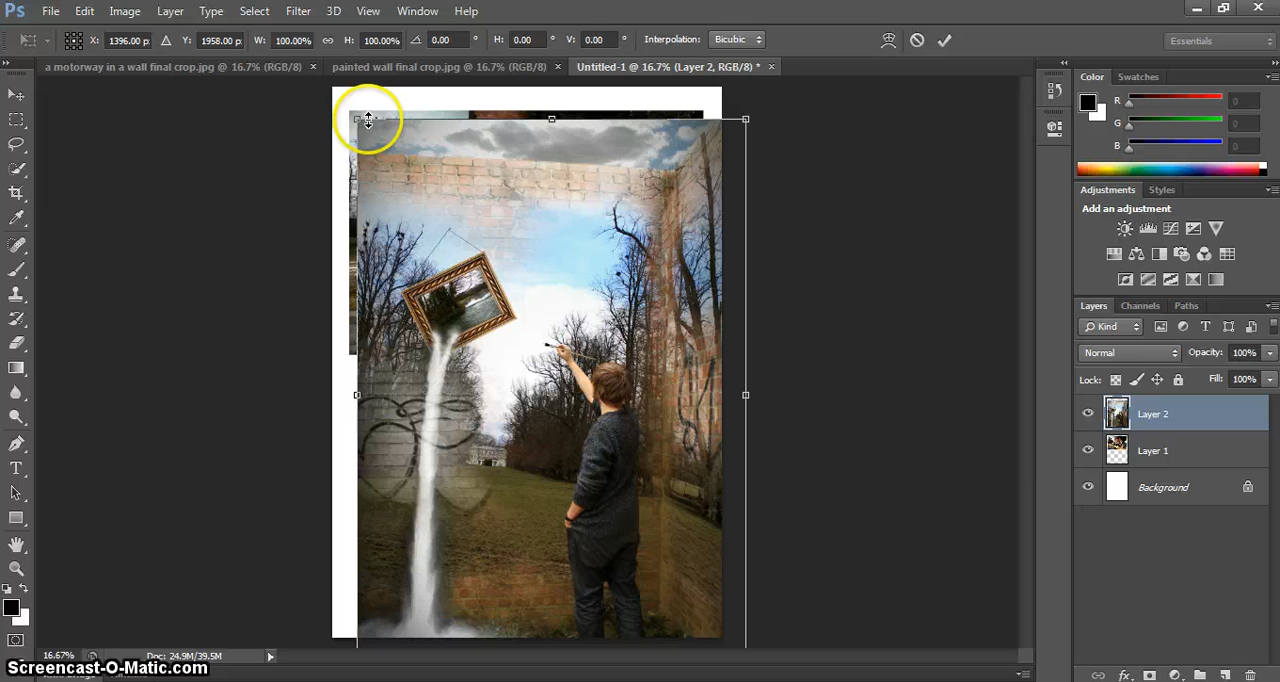 Ps File Edit Image Layer Type Select Filter 3D View Window Help
X: 1396.00 p: Y: 1958.00 p: W: 100.00% H: 100.00% 0.00 ° H: 0.00 V: 0.00 ° Interpolation: Bicubic Essentials
a motorway in a wall final crop.jpg @ 16.7% (RGB/8) × painted wall final crop.jpg @ 16.7% (RGB/8) × Untitled-1 @ 16.7% (Layer 2, RGB/8) * ×
Color Swatches
R 0
G 0
B 0
Adjustments Styles
Add an adjustment
Layers Channels Paths
Kind
Normal Opacity: 100%
Lock: Fill: 100%
Layer 2
Layer 1
Background
16.67% Doc: 24.9M/39.5M
Screencast-O-Matic.com